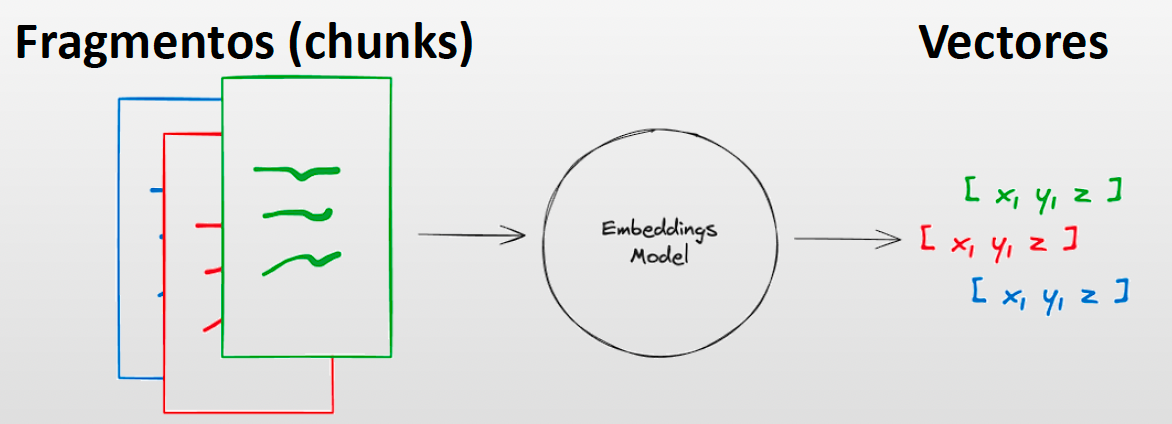 Fragmentos (chunks)
Vectores
Embeddings
Model
[ x, y, z ]
[ x, y, z ]
[ x, y, z ]